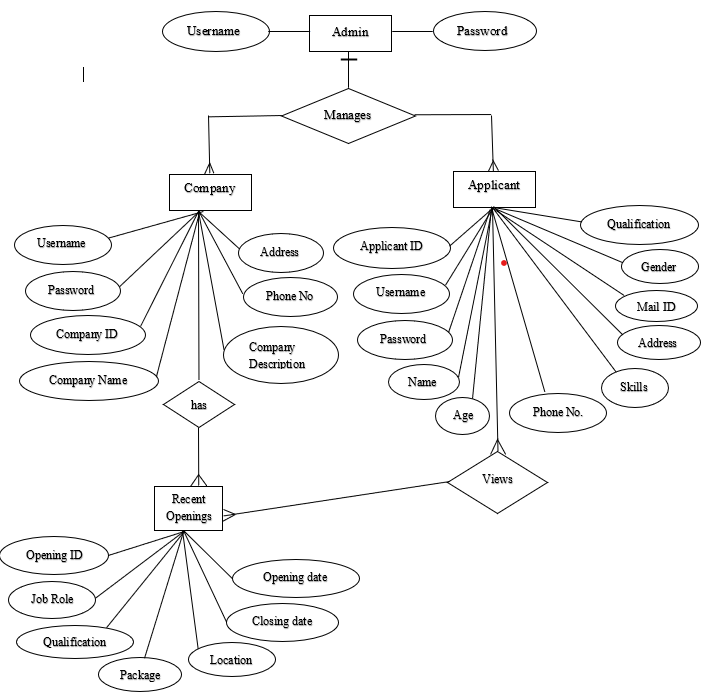 Username
Admin
Password
Manages
Company
Applicant
Username
Password
Company ID
Company Name
Address
Phone No
Company
Description
Applicant ID
Username
Password
Name
Age
Qualification
Gender
Mail ID
Address
Skills
Phone No.
has
Views
Recent
Openings
Opening ID
Job Role
Qualification
Package
Location
Closing date
Opening date